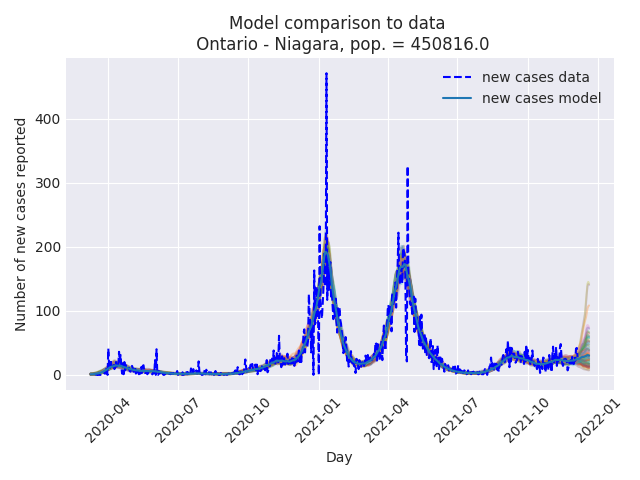 Model comparison to data
Ontario - Niagara, pop. = 450816.0
new cases data
new cases model
Number of new cases reported
400
300
200
100
0
2020-04
2020-07
2020-10
2021-01
2021-04
2021-07
2021-10
2022-01
Day